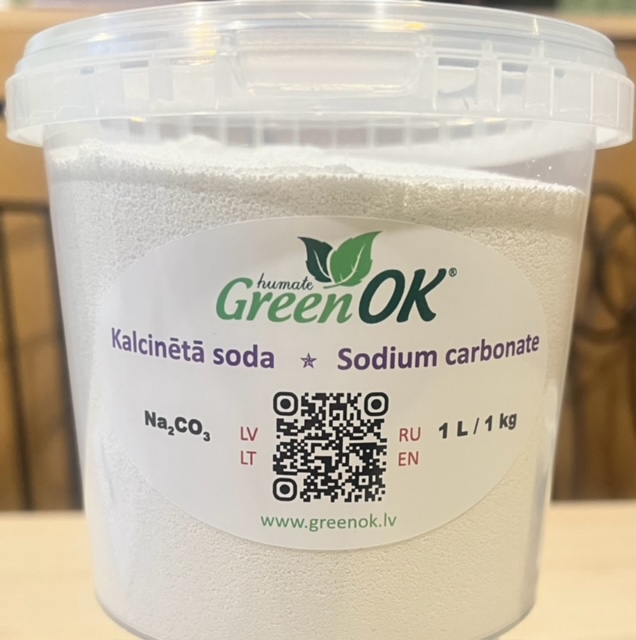 humate
GreenOK®
Kalcinētā soda ✯ Sodium carbonate
Na₂CO₃
LV RU
LT EN
1 L / 1 kg
www.greenok.lv